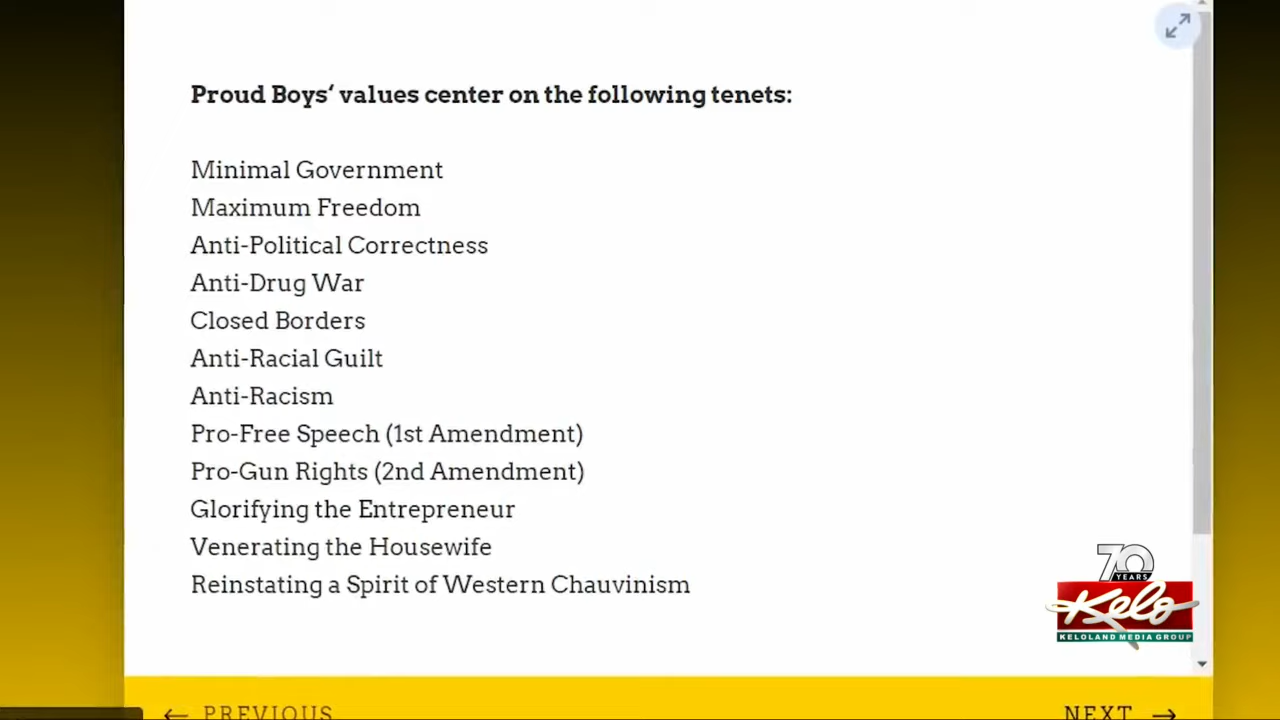 Proud Boys‘ values center on the following tenets:
Minimal Government
Maximum Freedom
Anti-Political Correctness
Anti-Drug War
Closed Borders
Anti-Racial Guilt
Anti-Racism
Pro-Free Speech (1st Amendment)
Pro-Gun Rights (2nd Amendment)
Glorifying the Entrepreneur
Venerating the Housewife
Reinstating a Spirit of Western Chauvinism
70
YEARS
Kelo
KELOLAND MEDIA GROUP
← PREVIOUS
NEXT →